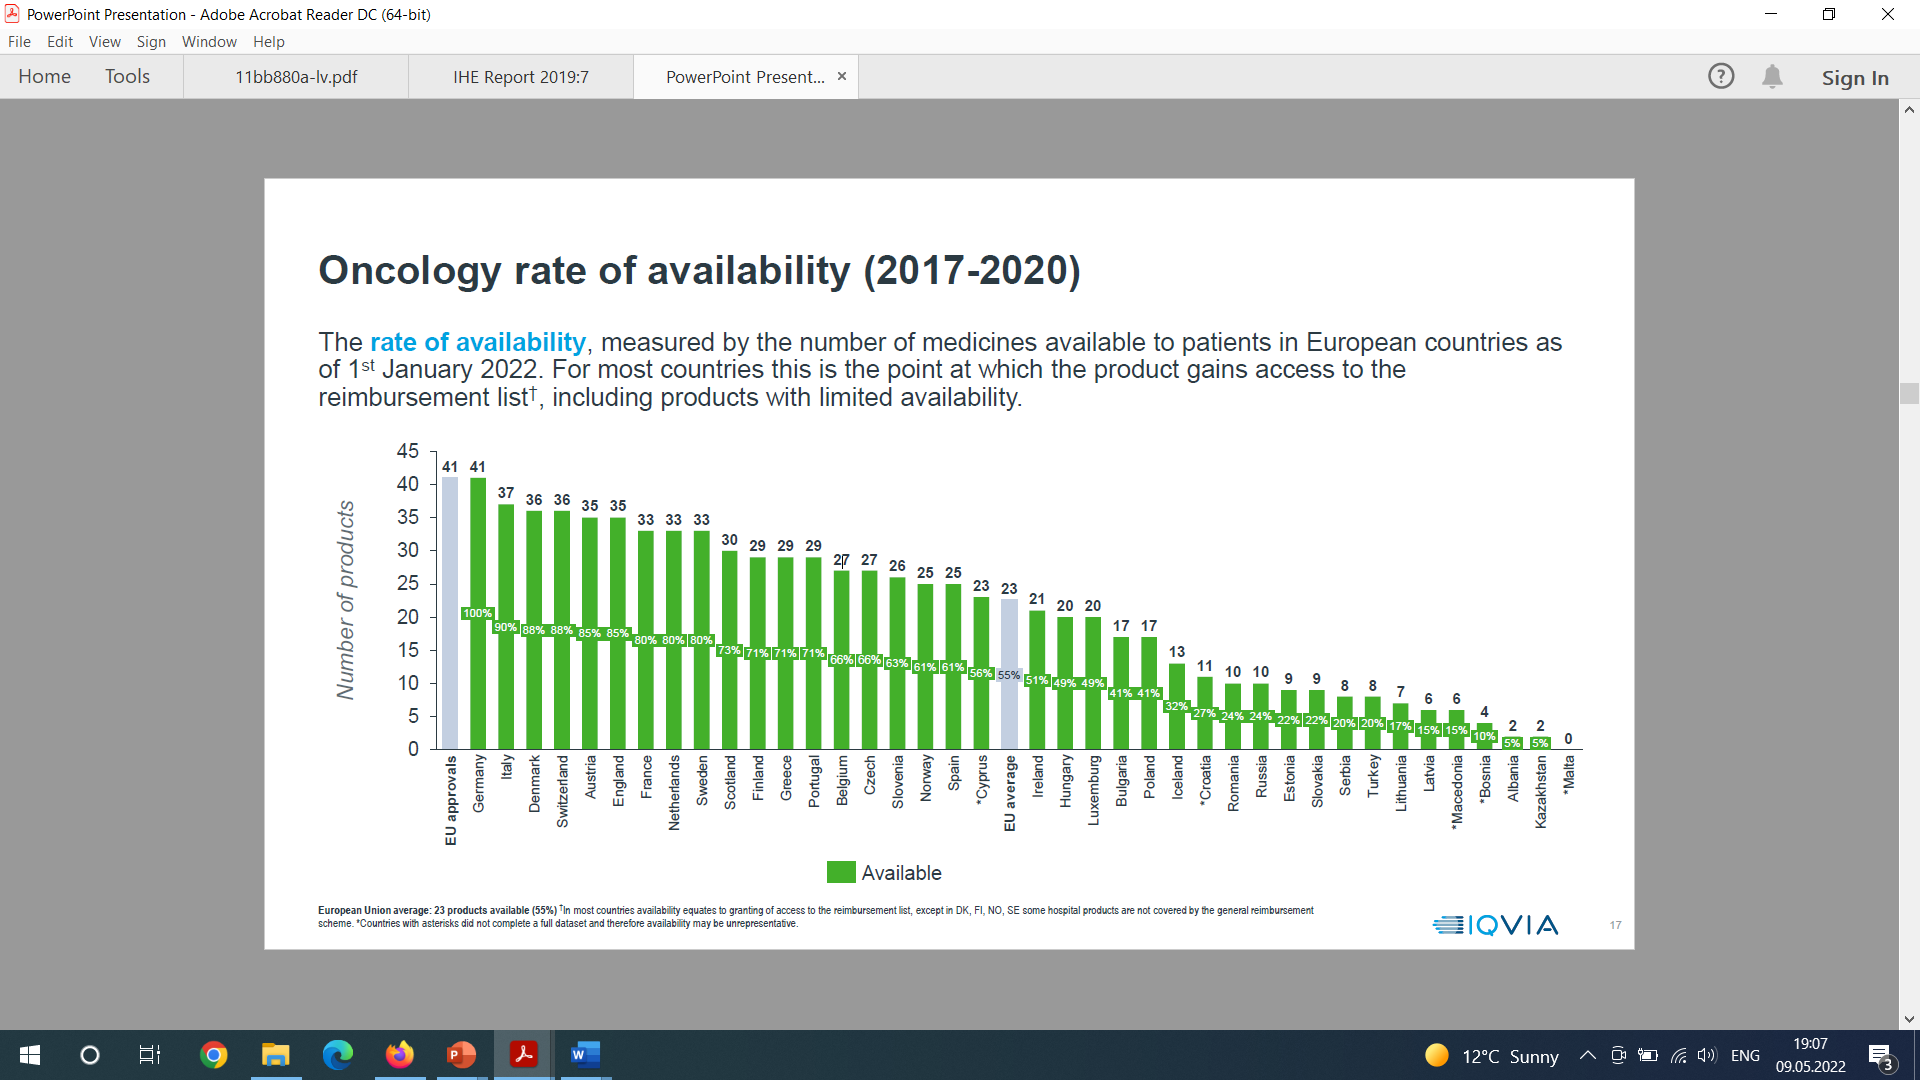 PowerPoint Presentation - Adobe Acrobat Reader DC (64-bit)
File Edit View Sign Window Help
Home Tools 11bb880a-lv.pdf IHE Report 2019:7 PowerPoint Present... × ? Sign In
Oncology rate of availability (2017-2020)
The rate of availability, measured by the number of medicines available to patients in European countries as
of 1st January 2022. For most countries this is the point at which the product gains access to the
reimbursement list†, including products with limited availability.
Number of products
45
40
35
30
25
20
15
10
5
0
41 41 37 36 36 35 35 33 33 33 30 29 29 29 27 27 26 25 25 23 23 21 20 20 17 17 13 11 10 10 9 9 8 8 7 6 6 4 2 2 0
100% 90% 88% 88% 85% 85% 80% 80% 80% 73% 71% 71% 71% 66% 66% 63% 61% 61% 56% 55% 51% 49% 49% 41% 41% 32% 27% 24% 24% 22% 22% 20% 20% 17% 15% 15% 10% 5% 5%
EU approvals
Germany
Italy
Denmark
Switzerland
Austria
England
France
Netherlands
Sweden
Scotland
Finland
Greece
Portugal
Belgium
Czech
Slovenia
Norway
Spain
*Cyprus
EU average
Ireland
Hungary
Luxemburg
Bulgaria
Poland
Iceland
*Croatia
Romania
Russia
Estonia
Slovakia
Serbia
Turkey
Lithuania
Latvia
*Macedonia
*Bosnia
Albania
Kazakhstan
*Malta
Available
European Union average: 23 products available (55%) †In most countries availability equates to granting of access to the reimbursement list, except in DK, FI, NO, SE some hospital products are not covered by the general reimbursement
scheme. *Countries with asterisks did not complete a full dataset and therefore availability may be unrepresentative.
IQVIA
17
P W 12°C Sunny ENG 19:07
09.05.2022
3